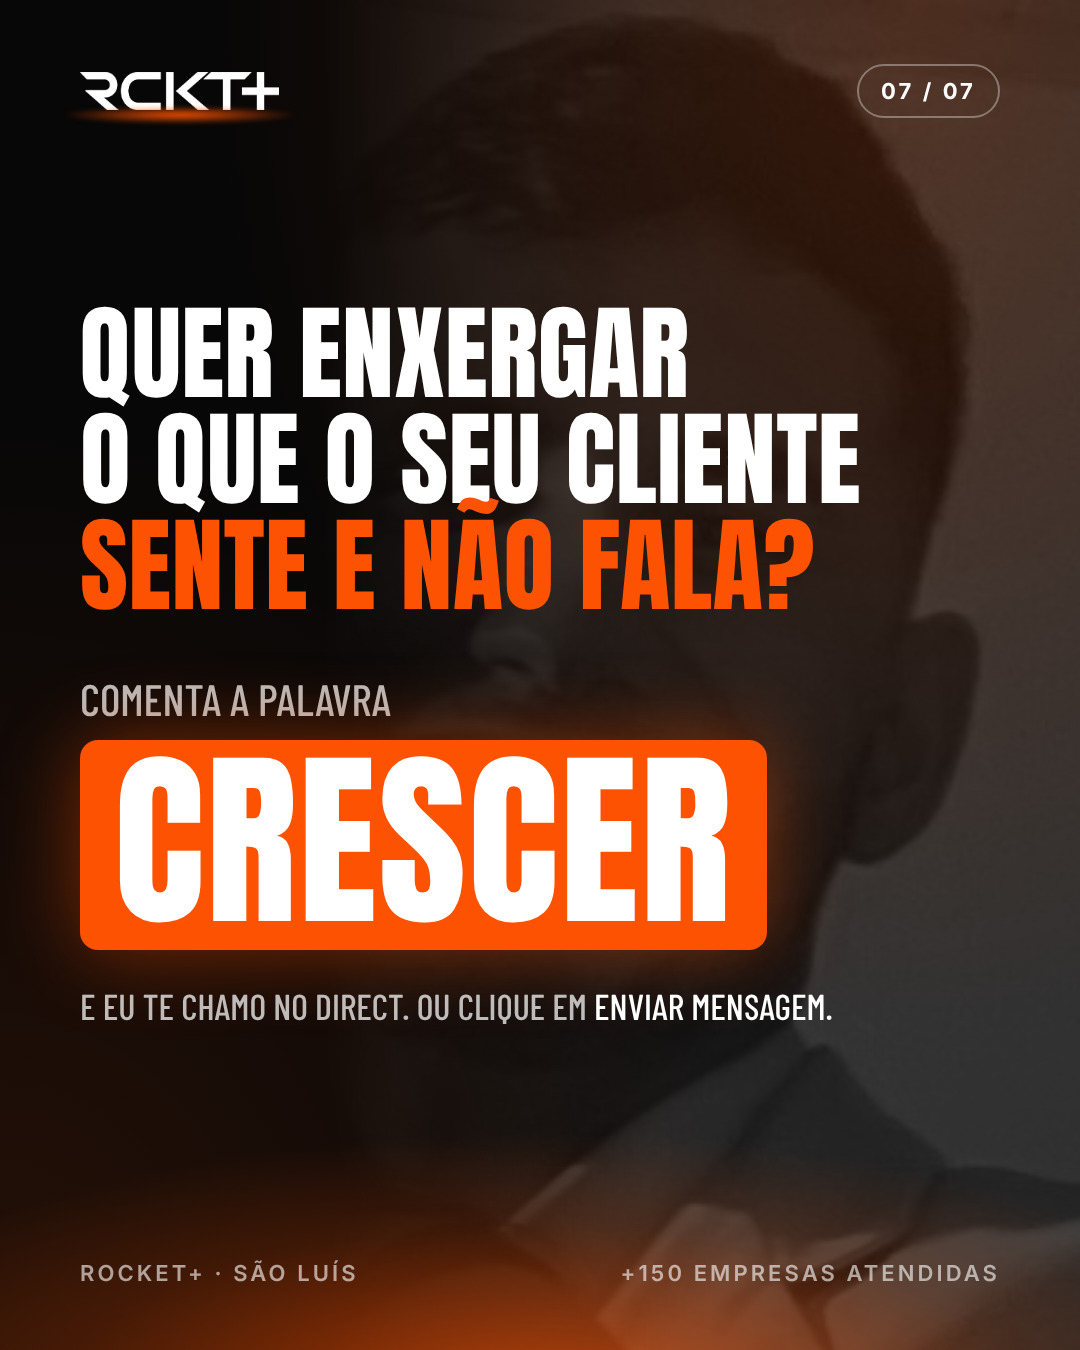 RCKT+
07 / 07
QUER ENXERGAR
O QUE O SEU CLIENTE
SENTE E NÃO FALA?
COMENTA A PALAVRA
CRESCER
E EU TE CHAMO NO DIRECT. OU CLIQUE EM ENVIAR MENSAGEM.
ROCKET+ · SÃO LUÍS
+150 EMPRESAS ATENDIDAS